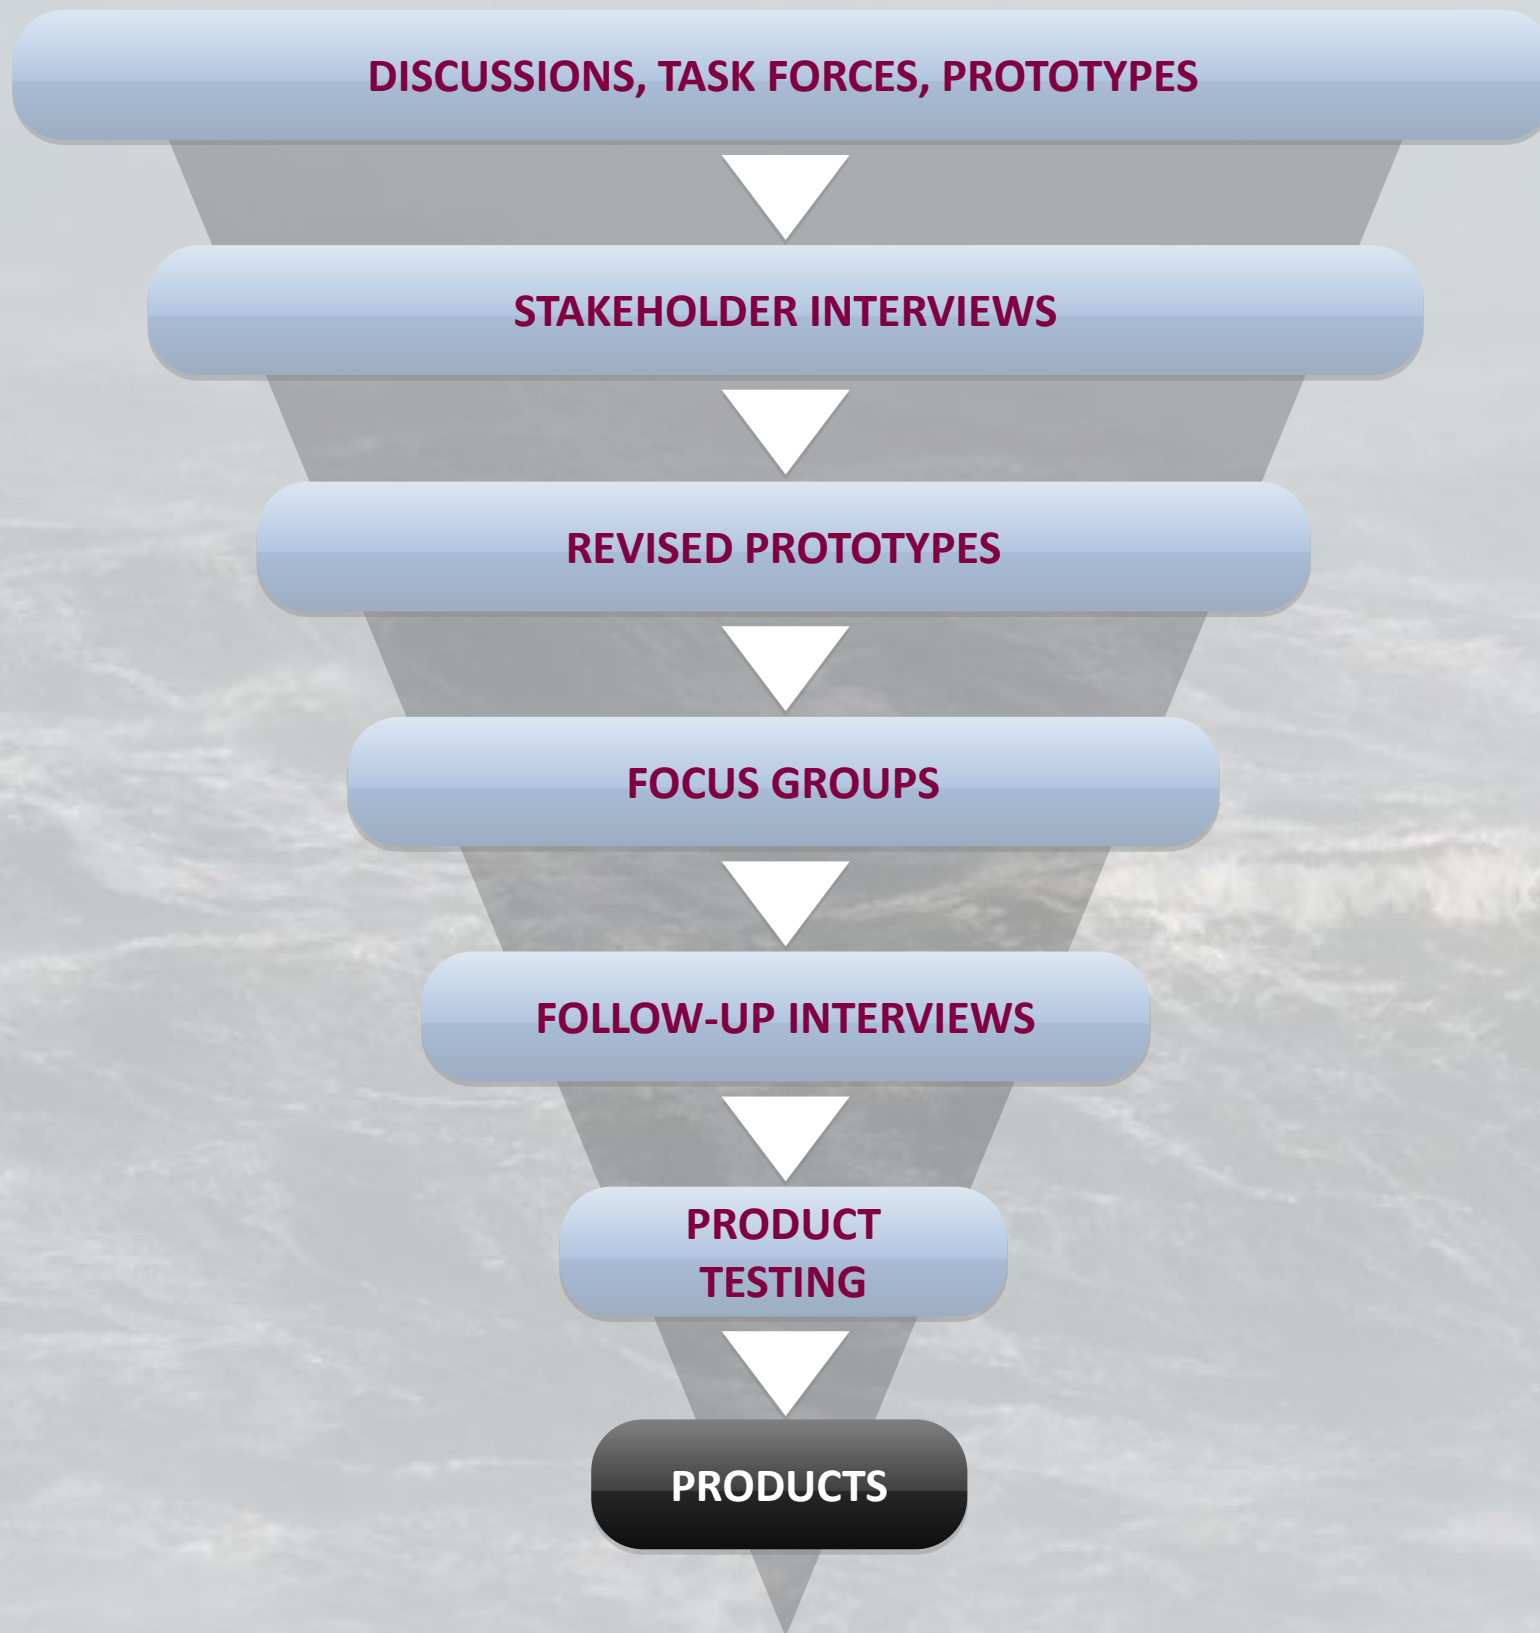 DISCUSSIONS, TASK FORCES, PROTOTYPES
STAKEHOLDER INTERVIEWS
REVISED PROTOTYPES
FOCUS GROUPS
FOLLOW-UP INTERVIEWS
PRODUCT
TESTING
PRODUCTS